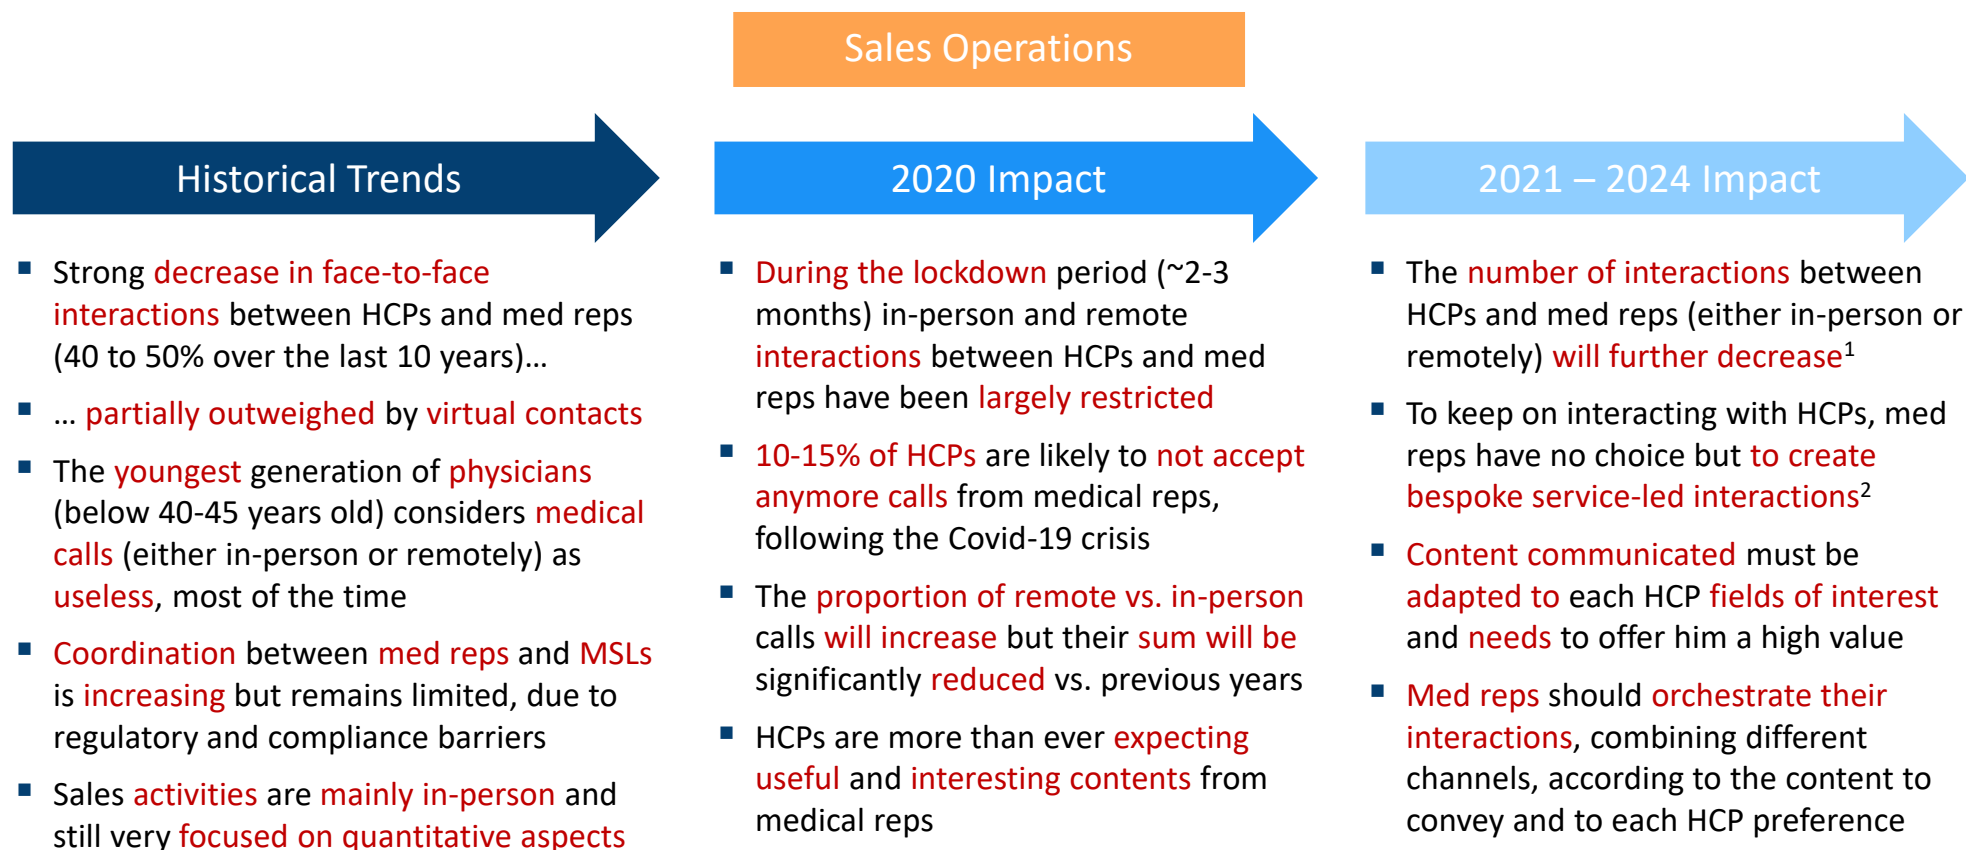 Sales Operations
Historical Trends
▪ Strong decrease in face-to-face
interactions between HCPs and med reps
(40 to 50% over the last 10 years)…
▪ … partially outweighed by virtual contacts
▪ The youngest generation of physicians
(below 40-45 years old) considers medical
calls (either in-person or remotely) as
useless, most of the time
▪ Coordination between med reps and MSLs
is increasing but remains limited, due to
regulatory and compliance barriers
▪ Sales activities are mainly in-person and
still very focused on quantitative aspects
2020 Impact
▪ During the lockdown period (~2-3
months) in-person and remote
interactions between HCPs and med
reps have been largely restricted
▪ 10-15% of HCPs are likely to not accept
anymore calls from medical reps,
following the Covid-19 crisis
▪ The proportion of remote vs. in-person
calls will increase but their sum will be
significantly reduced vs. previous years
▪ HCPs are more than ever expecting
useful and interesting contents from
medical reps
2021 – 2024 Impact
▪ The number of interactions between
HCPs and med reps (either in-person or
remotely) will further decrease¹
▪ To keep on interacting with HCPs, med
reps have no choice but to create
bespoke service-led interactions²
▪ Content communicated must be
adapted to each HCP fields of interest
and needs to offer him a high value
▪ Med reps should orchestrate their
interactions, combining different
channels, according to the content to
convey and to each HCP preference